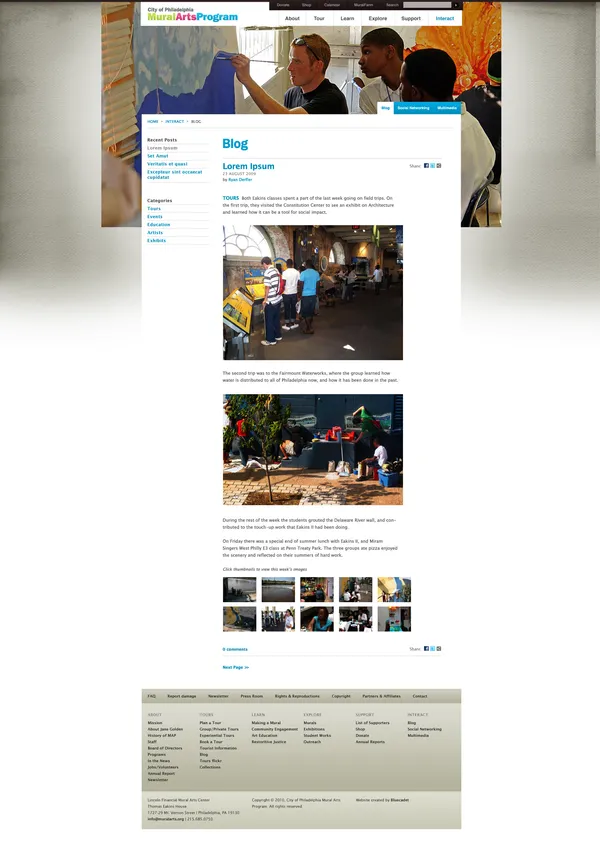 City of Philadelphia
MuralArtsProgram
Donate Shop Calendar MuralFarm Search
About Tour Learn Explore Support Interact
Blog Social Networking Multimedia
HOME > INTERACT > BLOG
Recent Posts
Lorem Ipsum
Set Amet
Veritatis et quasi
Excepteur sint occaecat
cupidatet
Categories
Tours
Events
Education
Artists
Exhibits
Blog
Lorem Ipsum
Share:
23 AUGUST 2009
by Ryan Derfler
TOURS Both Eakins classes spent a part of the last week going on field trips. On
the first trip, they visited the Constitution Center to see an exhibit on Architecture
and learned how it can be a tool for social impact.
The second trip was to the Fairmount Waterworks, where the group learned how
water is distributed to all of Philadelphia now, and how it has been done in the past.
During the rest of the week the students grouted the Delaware River wall, and con-
tributed to the touch-up work that Eakins II had been doing.
On Friday there was a special end of summer lunch with Eakins II, and Miram
Singers West Philly E3 class at Penn Treaty Park. The three groups ate pizza enjoyed
the scenery and reflected on their summers of hard work.
Click thumbnails to view this week's images
0 comments
Share:
Next Page >>
FAQ Report damage Newsletter Press Room Rights & Reproductions Copyright Partners & Affiliates Contact
ABOUT
Mission
About Jane Golden
History of MAP
Staff
Board of Directors
Programs
In the News
Jobs/Volunteers
Annual Report
Newsletter
TOURS
Plan a Tour
Group/Private Tours
Experiential Tours
Book a Tour
Tourist Information
Blog
Tours Flickr
Collections
LEARN
Making a Mural
Community Engagement
Art Education
Restorative Justice
EXPLORE
Murals
Exhibitions
Student Works
Outreach
SUPPORT
List of Supporters
Shop
Donate
Annual Reports
INTERACT
Blog
Social Networking
Multimedia
Lincoln Financial Mural Arts Center
Thomas Eakins House
1727-29 Mt. Vernon Street | Philadelphia, PA 19130
info@muralarts.org | 215.685.0750
Copyright © 2010, City of Philadelphia Mural Arts
Program. All rights reserved
Website created by Bluecadet